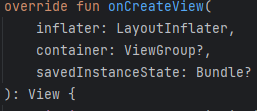 override fun onCreateView(
    inflater: LayoutInflater,
    container: ViewGroup?,
    savedInstanceState: Bundle?
): View {